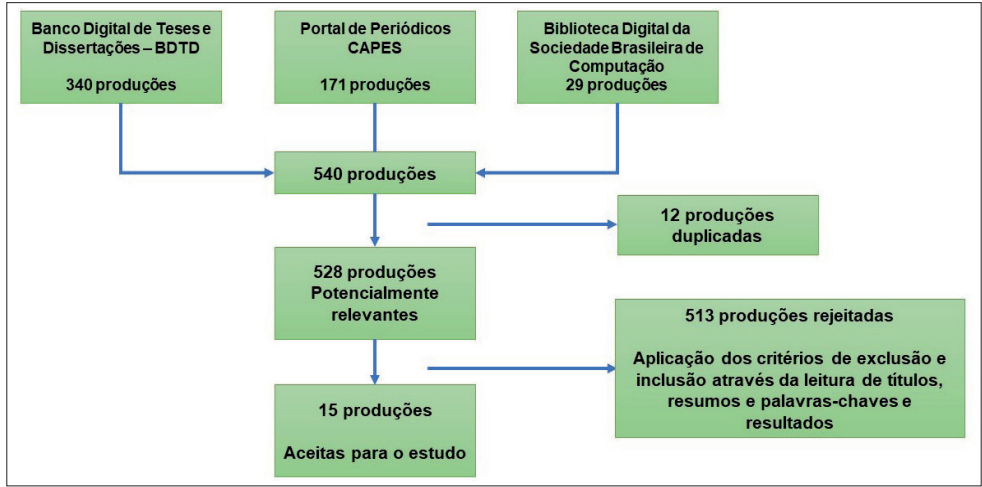 Banco Digital de Teses e
Dissertações – BDTD
340 produções
Portal de Periódicos
CAPES
171 produções
Biblioteca Digital da
Sociedade Brasileira de
Computação
29 produções
540 produções
12 produções
duplicadas
528 produções
Potencialmente
relevantes
513 produções rejeitadas
Aplicação dos critérios de exclusão e
inclusão através da leitura de títulos,
resumos e palavras-chaves e
resultados
15 produções
Aceitas para o estudo